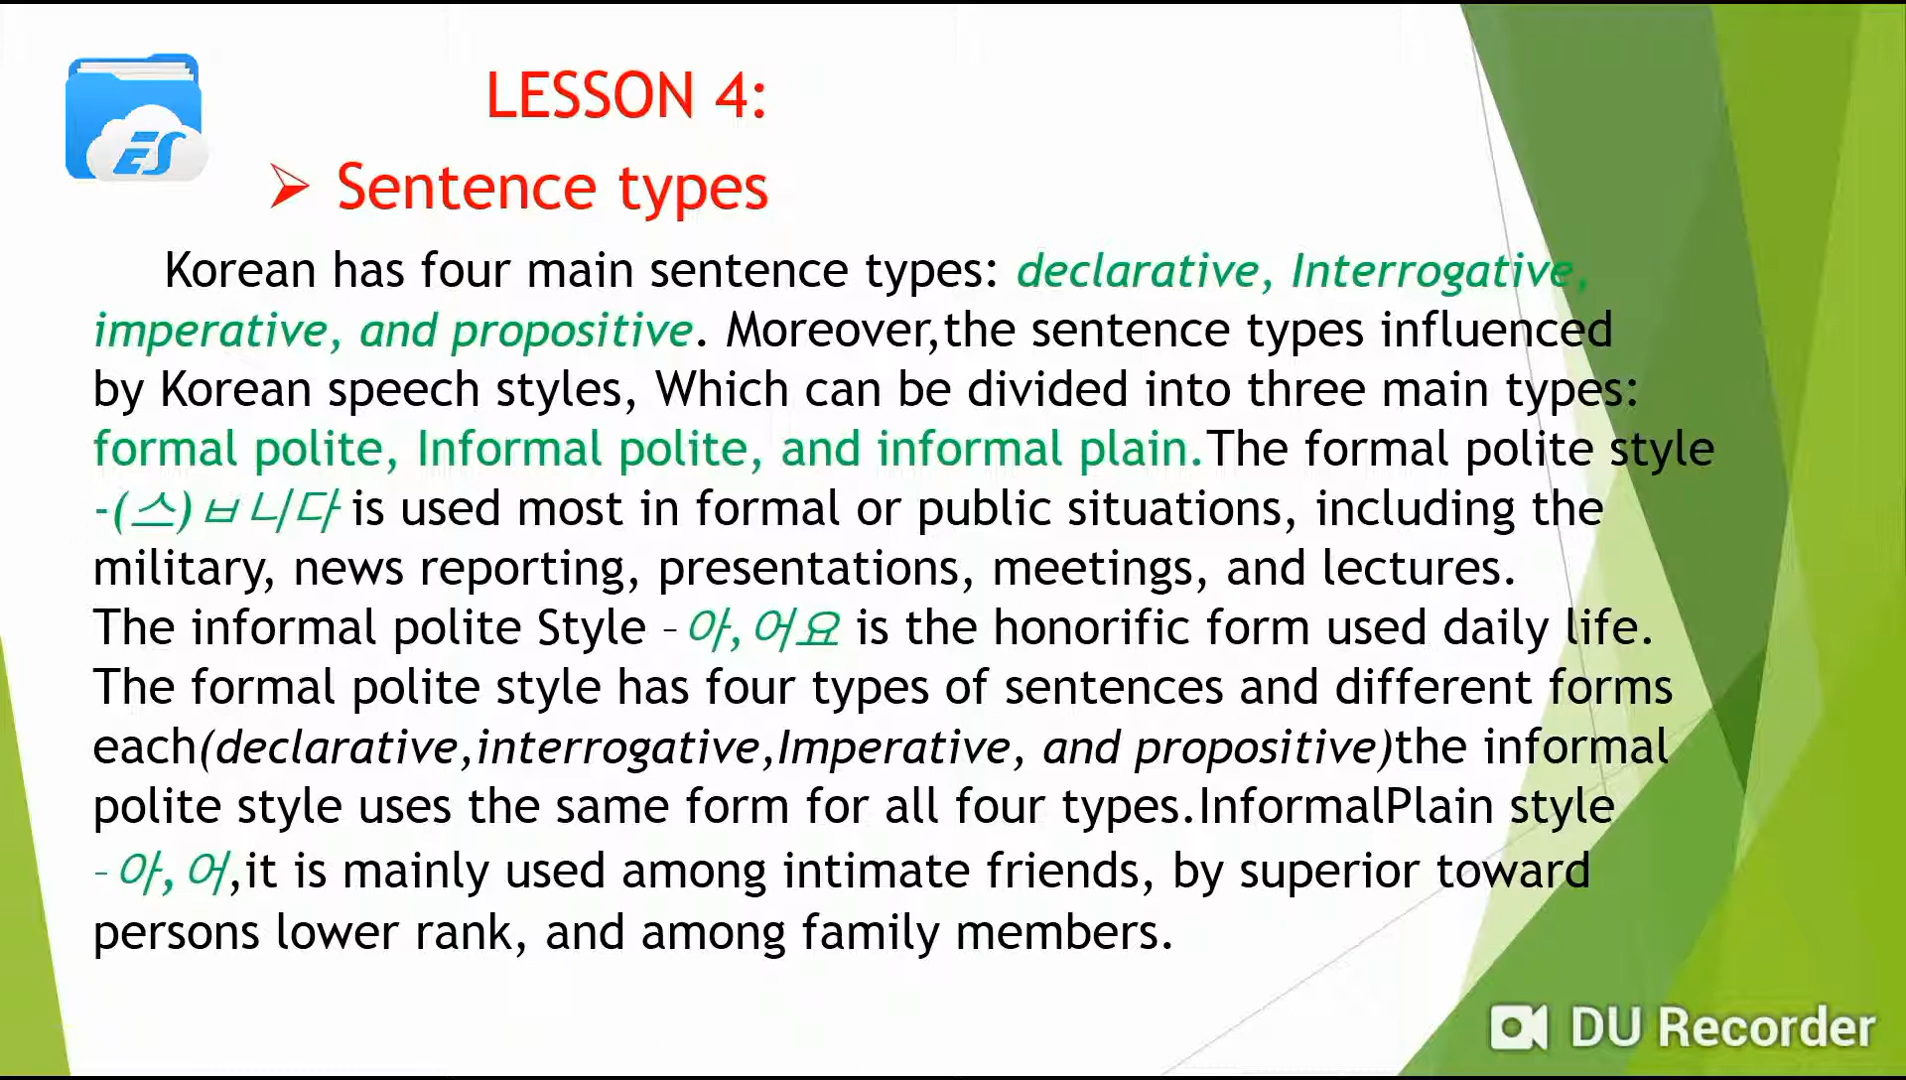 ES
LESSON 4:
➢ Sentence types
Korean has four main sentence types: declarative, Interrogative,
imperative, and propositive. Moreover,the sentence types influenced
by Korean speech styles, Which can be divided into three main types:
formal polite, Informal polite, and informal plain.The formal polite style
-(스)ㅂ니다 is used most in formal or public situations, including the
military, news reporting, presentations, meetings, and lectures.
The informal polite Style –아,어요 is the honorific form used daily life.
The formal polite style has four types of sentences and different forms
each(declarative,interrogative,Imperative, and propositive)the informal
polite style uses the same form for all four types.InformalPlain style
–아,어,it is mainly used among intimate friends, by superior toward
persons lower rank, and among family members.
DU Recorder